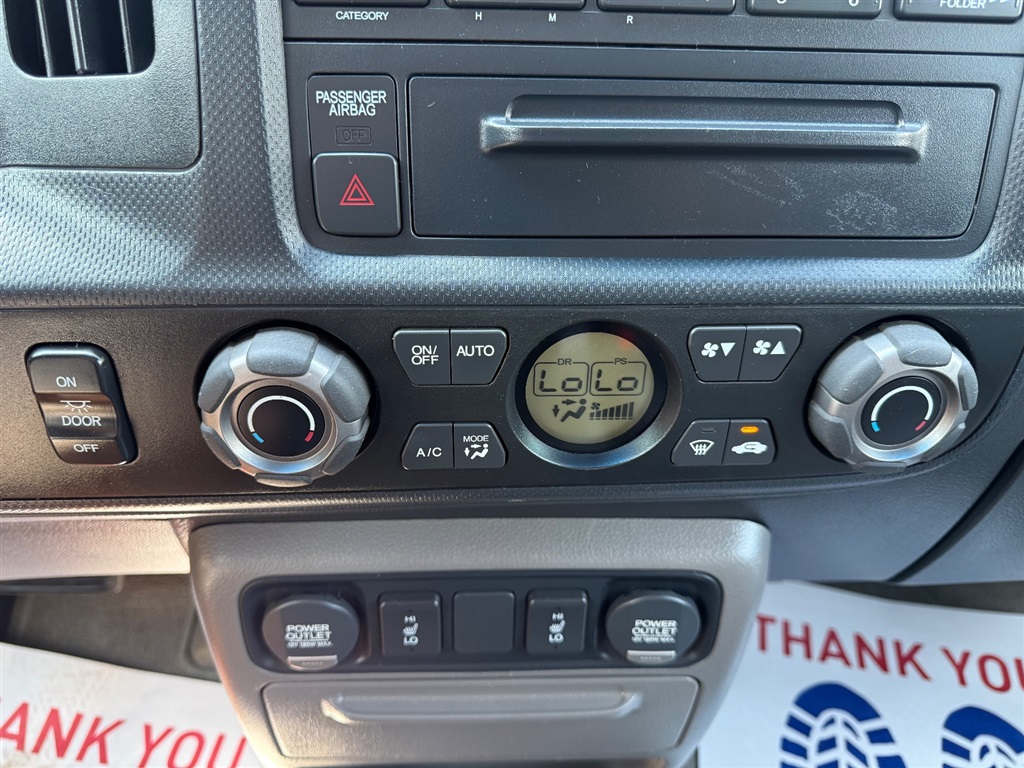 CATEGORY
H
M
R
6
FOLDER
PASSENGER
AIRBAG
OFF
ON
DOOR
OFF
ON/
OFF
AUTO
A/C
MODE
DR
PS
Lo
Lo
POWER
OUTLET
HI
LO
HI
LO
POWER
OUTLET
ANK YOU
THANK YOU